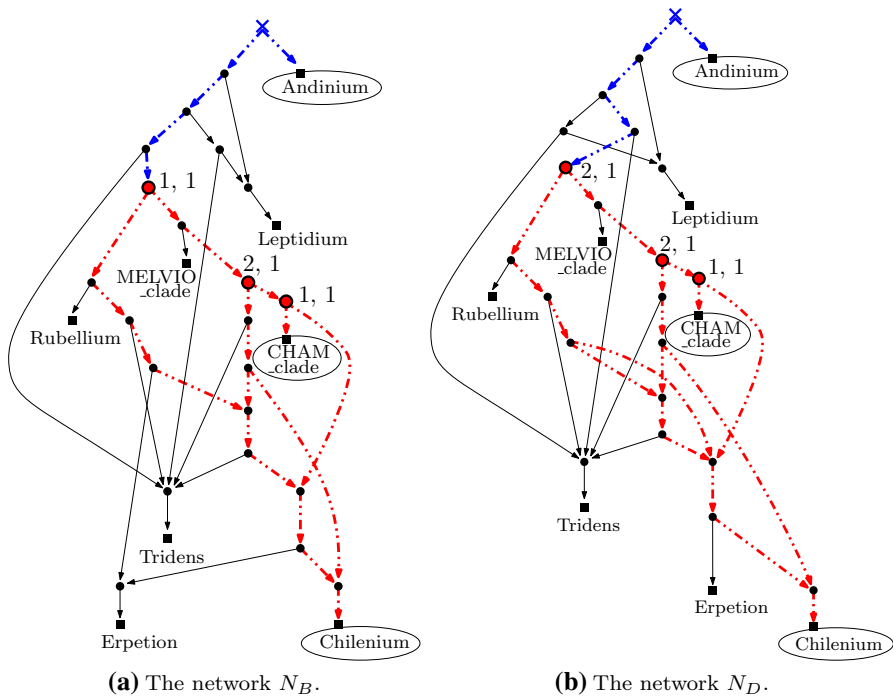 Andinium
1, 1
Leptidium
MELVIO
_clade
2, 1
1, 1
Rubellium
CHAM
_clade
Tridens
Erpetion
Chilenium
(a) The network N_B.
Andinium
2, 1
Leptidium
MELVIO
_clade
2, 1
1, 1
Rubellium
CHAM
_clade
Tridens
Erpetion
Chilenium
(b) The network N_D.